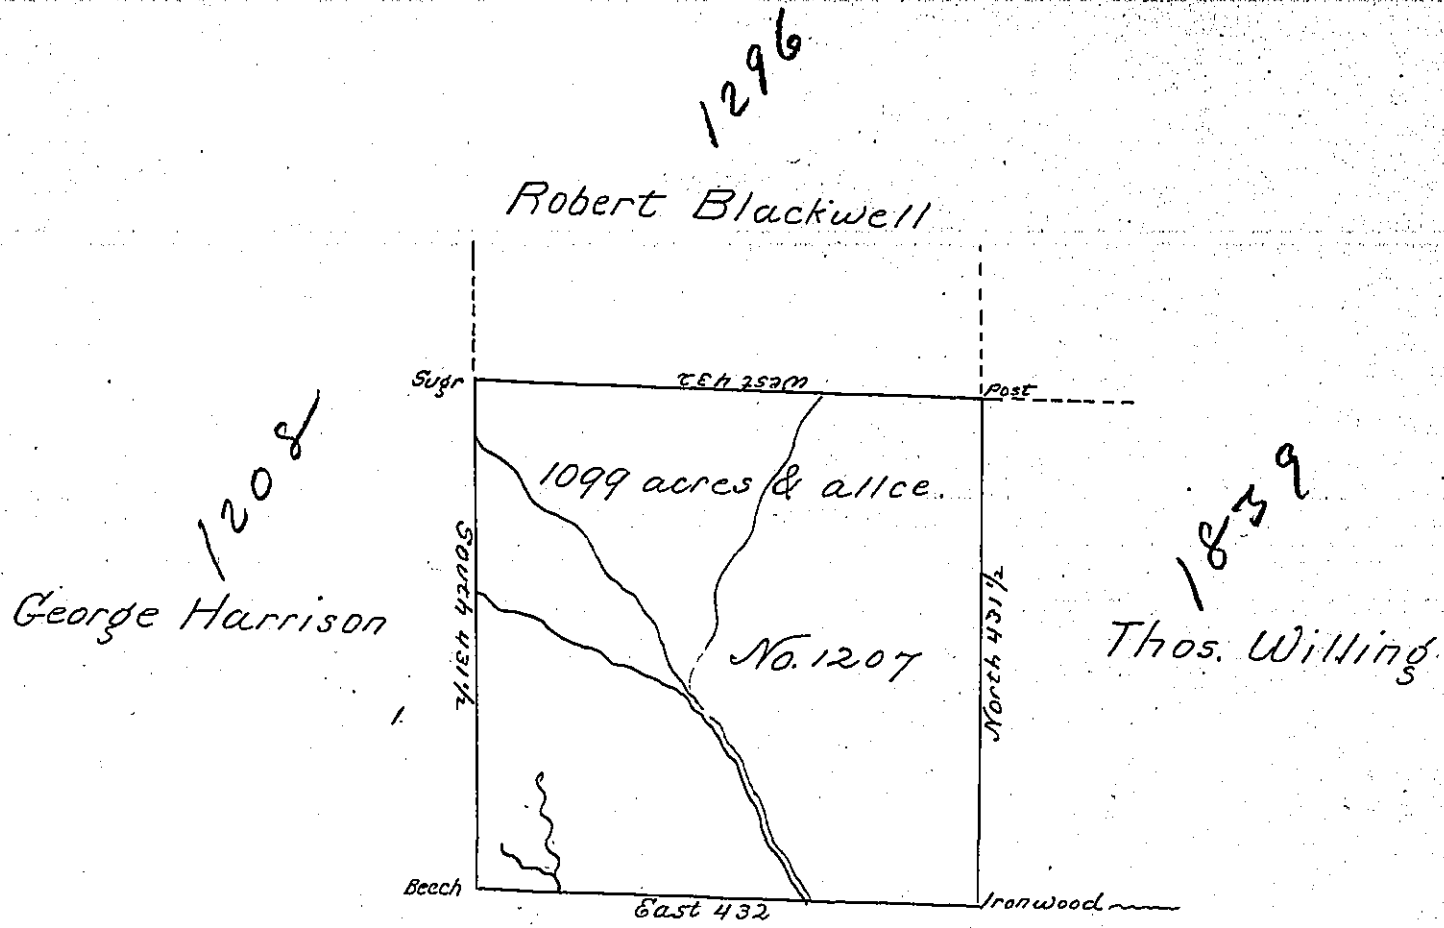 1296
Robert Blackwell
Sugr
West 432
Post
1208
1099 acres & allce.
1839
South 431½
North 431½
George Harrison
No. 1207
Thos. Willing
Beech
East 432
Ironwood